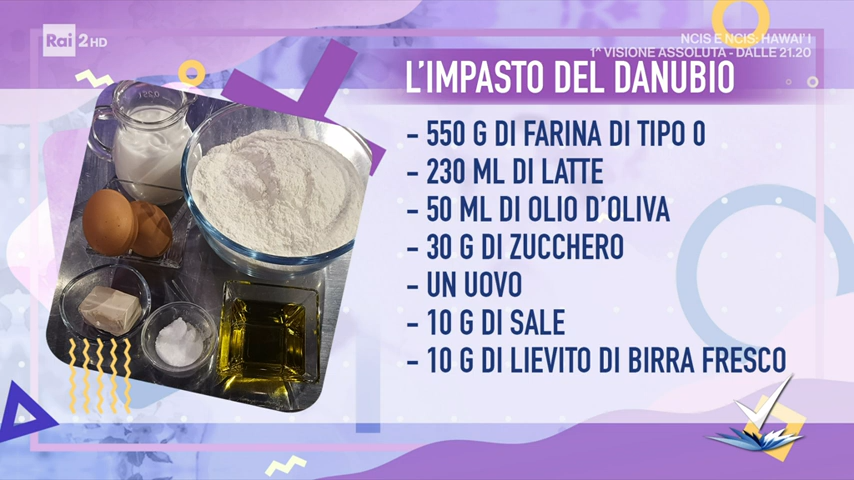 Rai 2HD
NCIS E NCIS: HAWAI'I
1ª VISIONE ASSOLUTA - DALLE 21.20
L'IMPASTO DEL DANUBIO
- 550 G DI FARINA DI TIPO 0
- 230 ML DI LATTE
- 50 ML DI OLIO D'OLIVA
- 30 G DI ZUCCHERO
- UN UOVO
- 10 G DI SALE
- 10 G DI LIEVITO DI BIRRA FRESCO